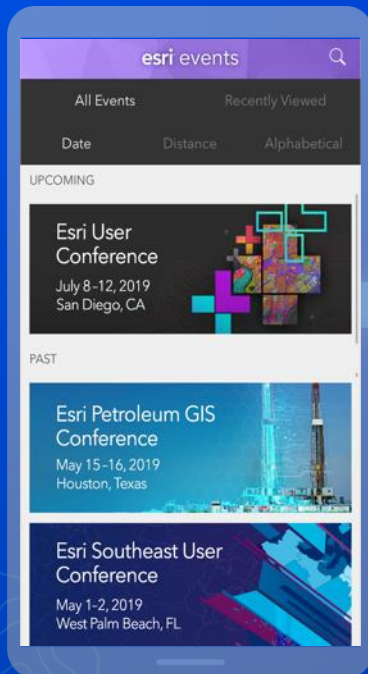 esri events
All Events Recently Viewed
Date Distance Alphabetical
UPCOMING
Esri User
Conference
July 8-12, 2019
San Diego, CA
PAST
Esri Petroleum GIS
Conference
May 15-16, 2019
Houston, Texas
Esri Southeast User
Conference
May 1-2, 2019
West Palm Beach, FL